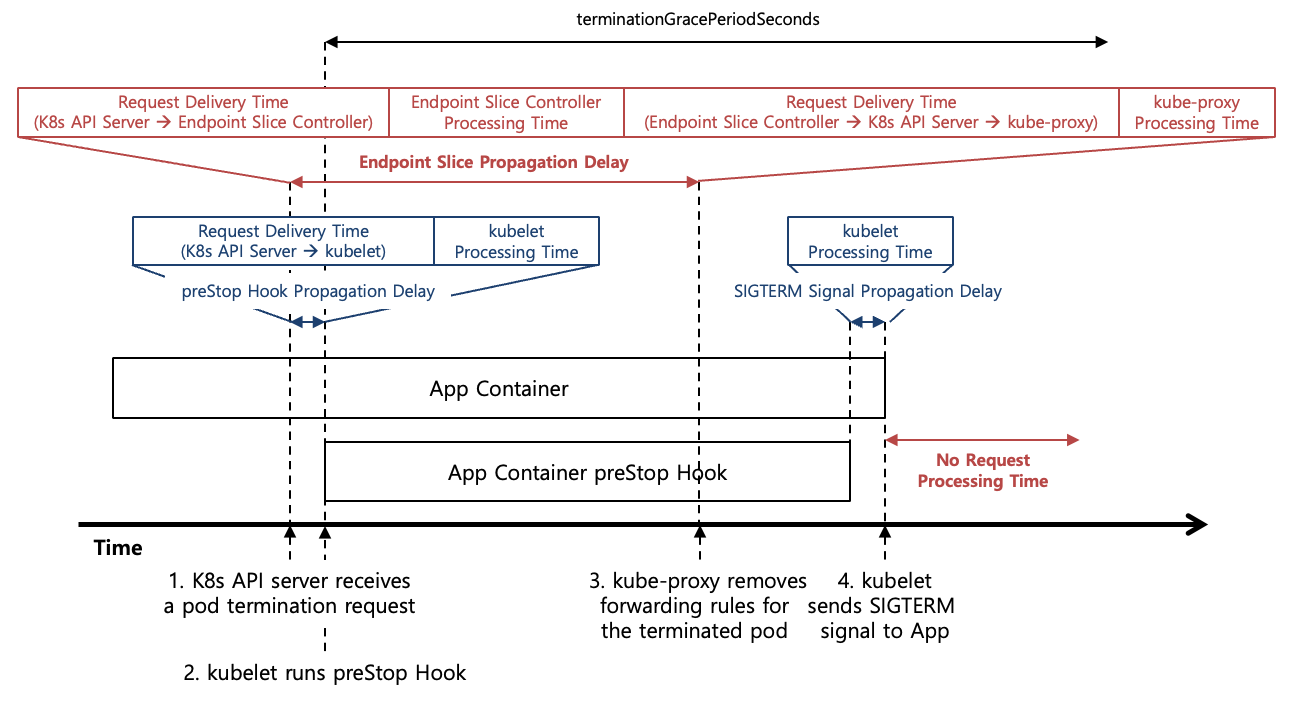 terminationGracePeriodSeconds
Request Delivery Time
(K8s API Server → Endpoint Slice Controller)
Endpoint Slice Controller
Processing Time
Request Delivery Time
(Endpoint Slice Controller → K8s API Server → kube-proxy)
kube-proxy
Processing Time
Endpoint Slice Propagation Delay
Request Delivery Time
(K8s API Server → kubelet)
kubelet
Processing Time
kubelet
Processing Time
preStop Hook Propagation Delay
SIGTERM Signal Propagation Delay
App Container
App Container preStop Hook
No Request
Processing Time
Time
1. K8s API server receives
a pod termination request
2. kubelet runs preStop Hook
3. kube-proxy removes
forwarding rules for
the terminated pod
4. kubelet
sends SIGTERM
signal to App